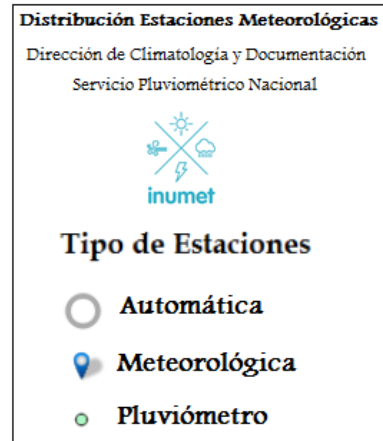 Distribución Estaciones Meteorológicas
Dirección de Climatología y Documentación
Servicio Pluviométrico Nacional
inumet
Tipo de Estaciones
Automática
Meteorológica
Pluviómetro